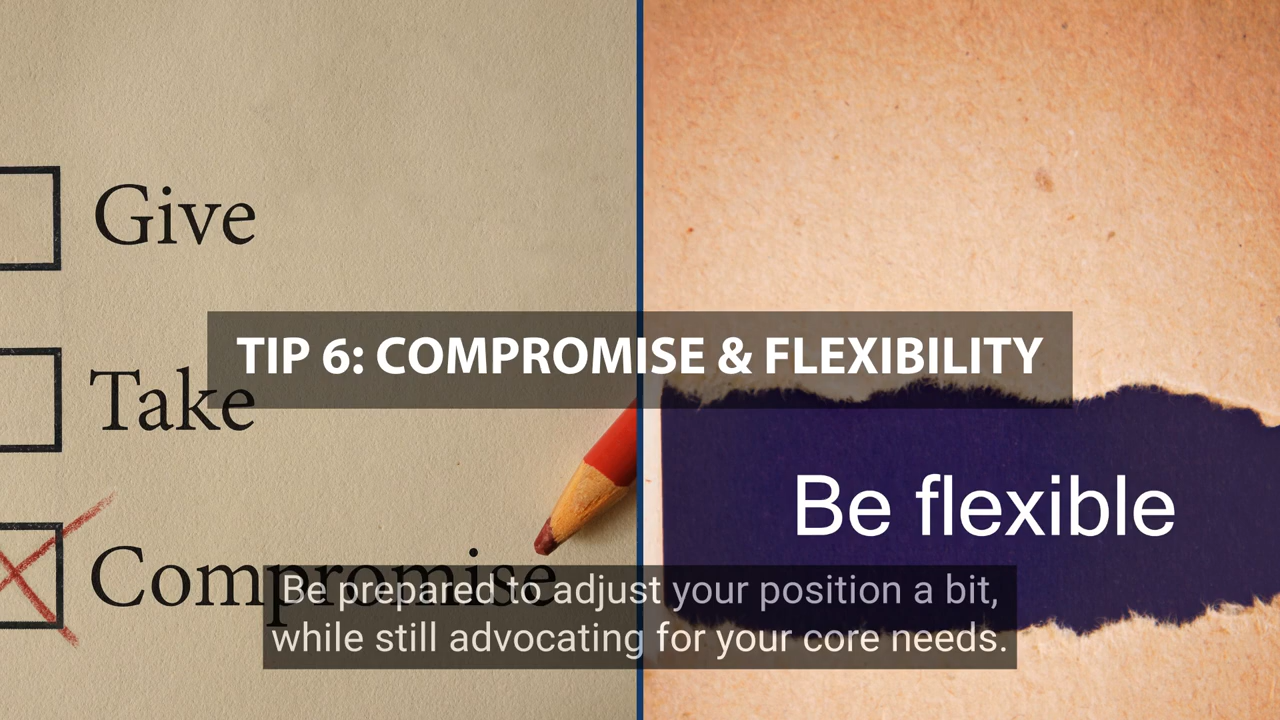 Give
Take
Compromise
TIP 6: COMPROMISE & FLEXIBILITY
Be flexible
Be prepared to adjust your position a bit,
while still advocating for your core needs.